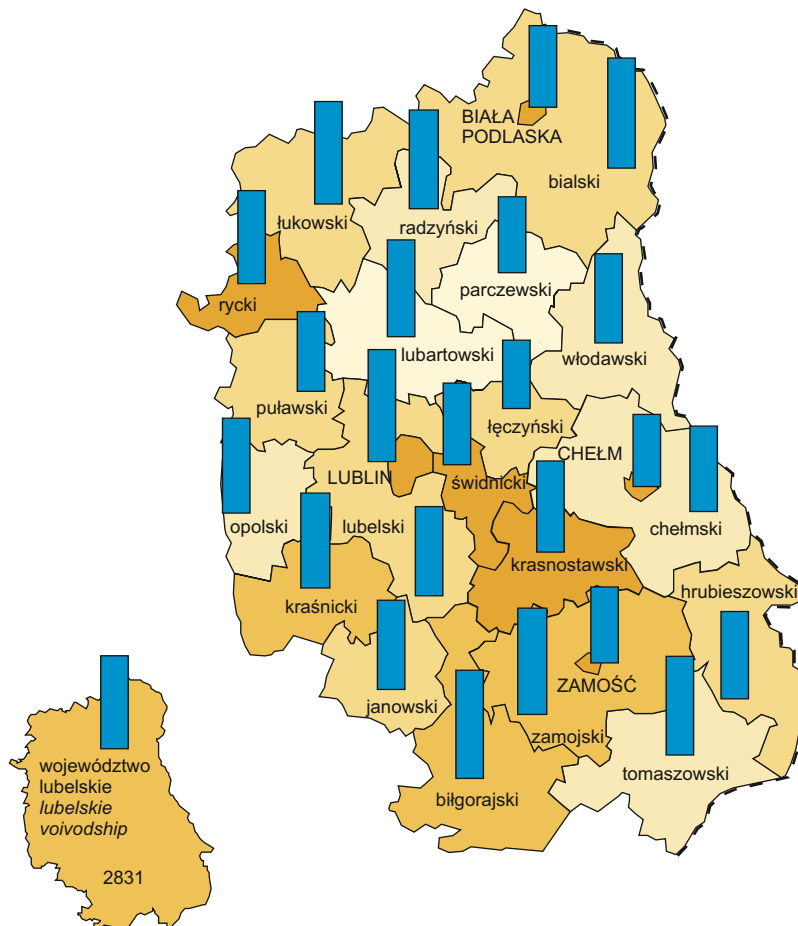 BIAŁA
PODLASKA
bialski
łukowski
radzyński
rycki
parczewski
lubartowski
włodawski
puławski
łęczyński
LUBLIN
świdnicki
CHEŁM
opolski
lubelski
chełmski
krasnostawski
kraśnicki
hrubieszowski
janowski
ZAMOŚĆ
zamojski
tomaszowski
biłgorajski
województwo
lubelskie
lubelskie
voivodship
2831